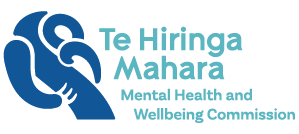 Te Hiringa
Mahara
Mental Health and
Wellbeing Commission